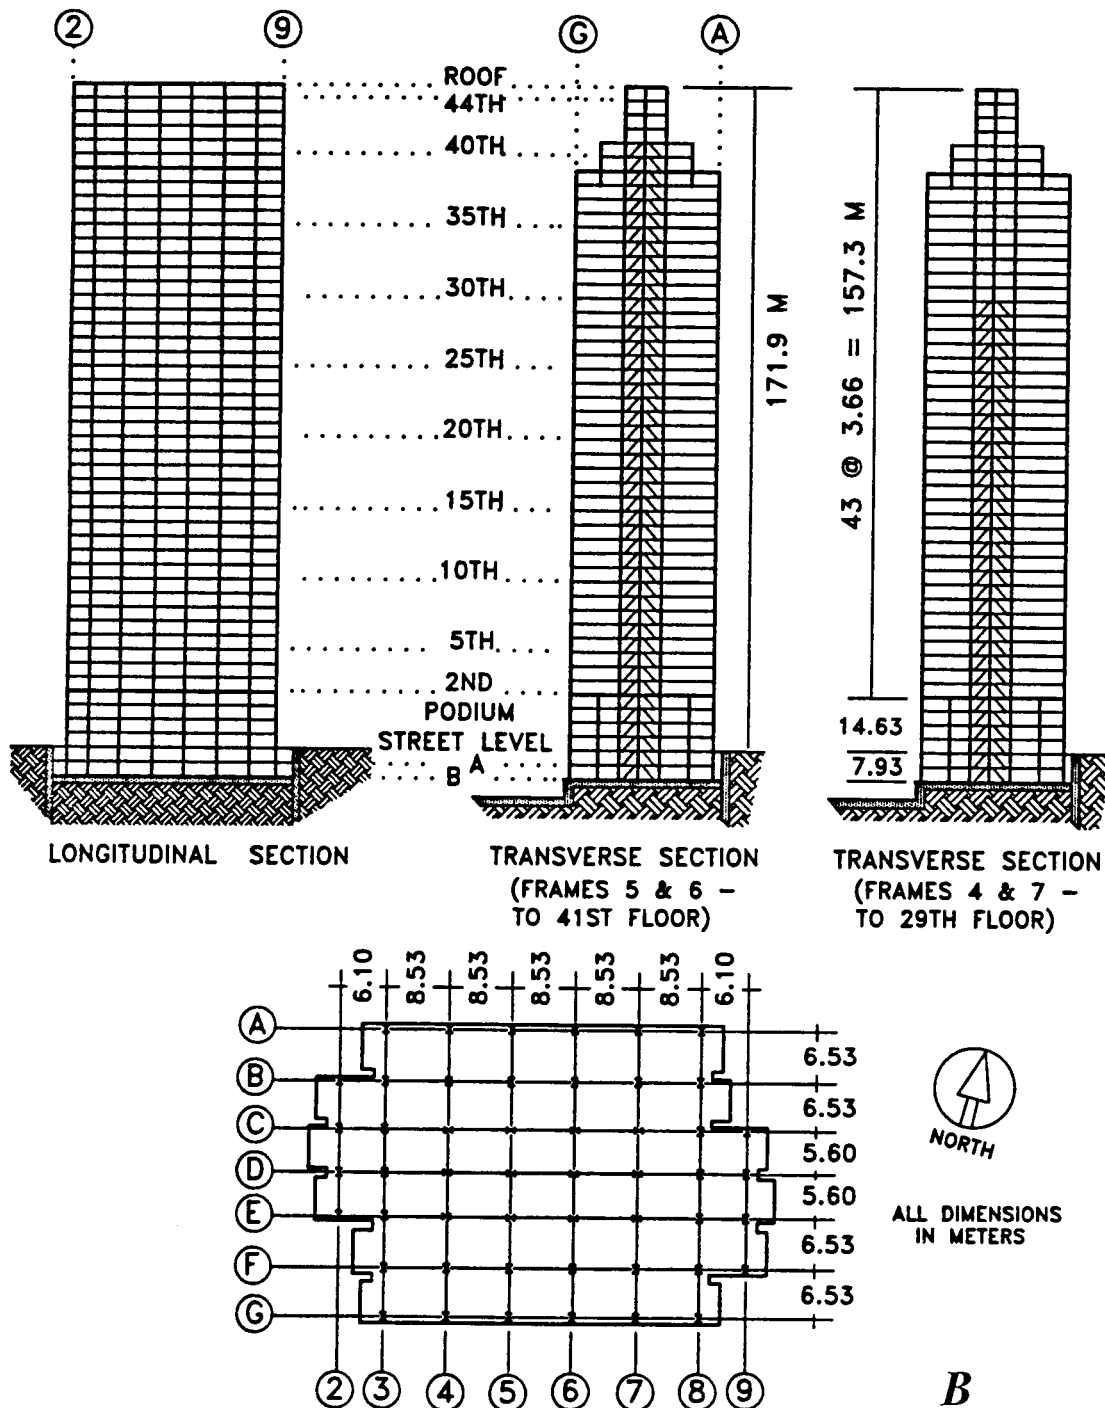 2
9
G
A
ROOF
44TH
40TH
35TH
30TH
25TH
20TH
15TH
10TH
5TH
2ND
PODIUM
STREET LEVEL
A
B
171.9 M
43 @ 3.66 = 157.3 M
14.63
7.93
LONGITUDINAL SECTION
TRANSVERSE SECTION
(FRAMES 5 & 6 –
TO 41ST FLOOR)
TRANSVERSE SECTION
(FRAMES 4 & 7 –
TO 29TH FLOOR)
6.10
8.53
8.53
8.53
8.53
8.53
6.10
A
B
C
D
E
F
G
6.53
6.53
5.60
5.60
6.53
6.53
NORTH
ALL DIMENSIONS
IN METERS
2
3
4
5
6
7
8
9
B